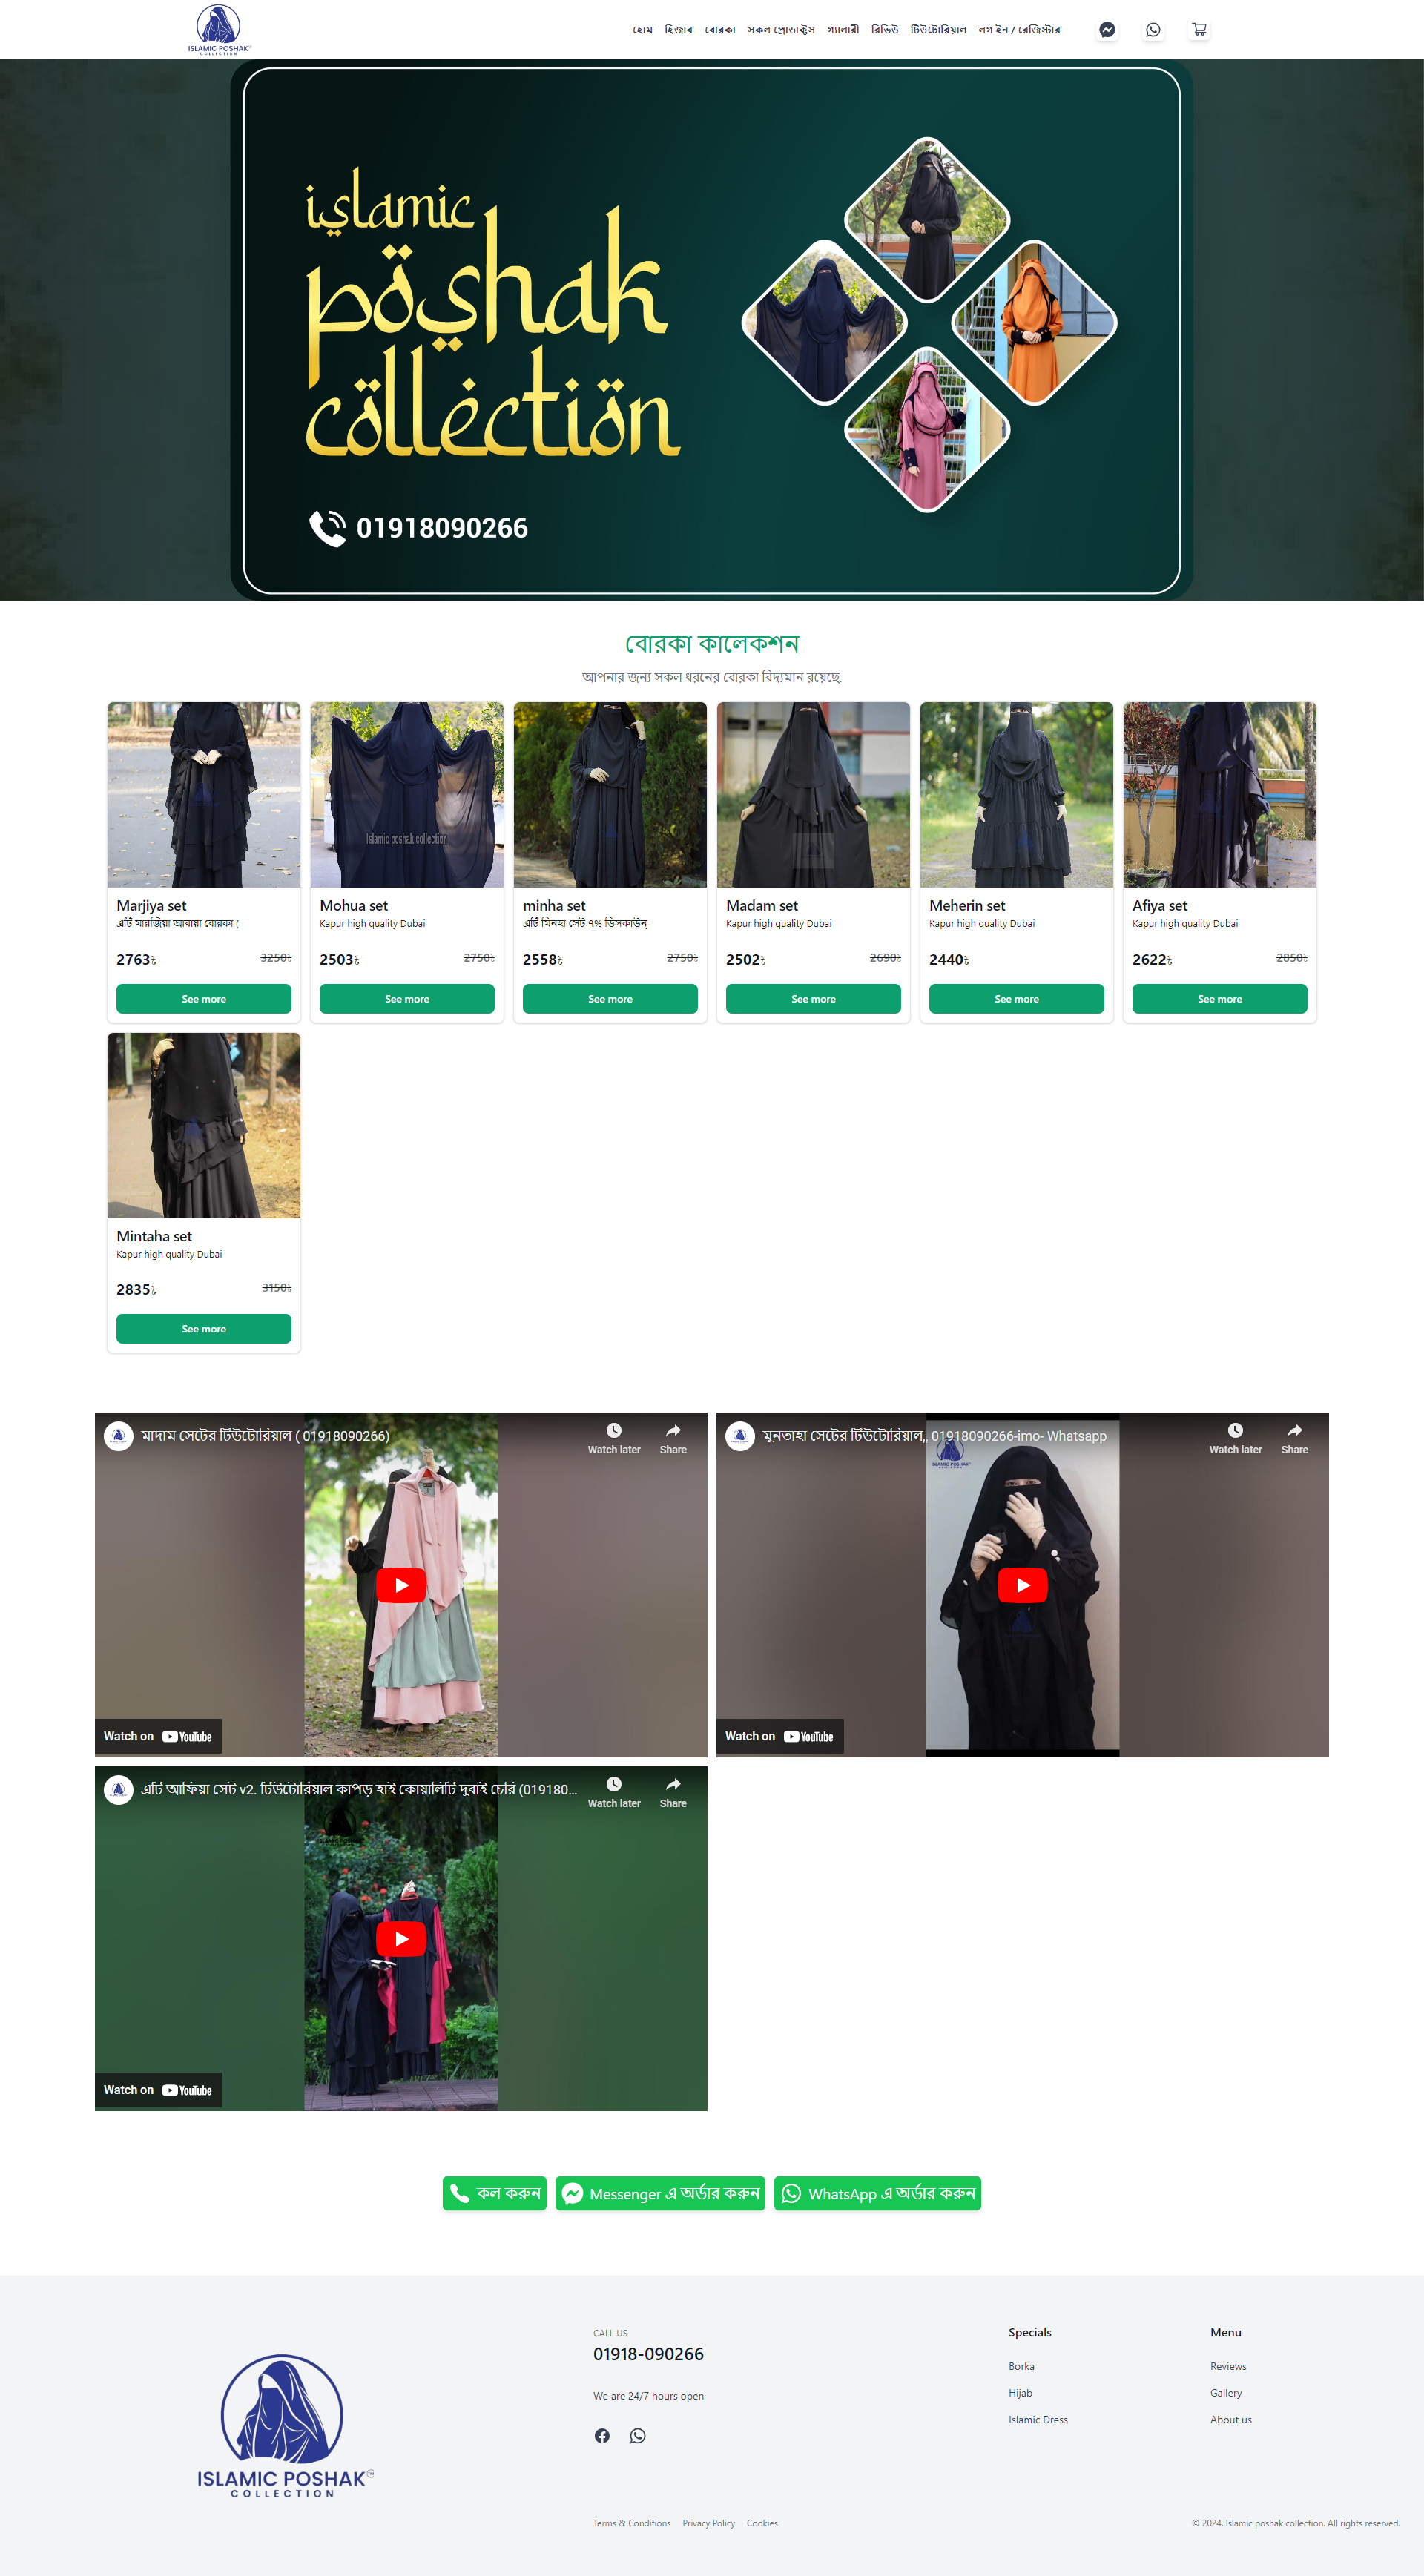 ISLAMIC POSHAK
COLLECTION
হোম হিজাব বোরকা সকল প্রোডাক্টস গ্যালারী রিভিউ টিউটোরিয়াল লগ ইন / রেজিস্টার
islamic
poshak
collection
01918090266
বোরকা কালেকশন
আপনার জন্য সকল ধরনের বোরকা বিদ্যমান রয়েছে.
Islamic poshak collection
Marjiya set
এটি মারজিয়া আবায়া বোরকা (
2763৳ 3250৳
See more
Mohua set
Kapur high quality Dubai
2503৳ 2750৳
See more
minha set
এটি মিনহা সেট ৭% ডিসকাউন্
2558৳ 2750৳
See more
Madam set
Kapur high quality Dubai
2502৳ 2690৳
See more
Meherin set
Kapur high quality Dubai
2440৳
See more
Afiya set
Kapur high quality Dubai
2622৳ 2850৳
See more
Mintaha set
Kapur high quality Dubai
2835৳ 3150৳
See more
মাদাম সেটের টিউটোরিয়াল ( 01918090266)
Watch later Share
Watch on YouTube
মুনতাহা সেটের টিউটোরিয়াল,, 01918090266-imo- Whatsapp
Watch later Share
ISLAMIC POSHAK
COLLECTION
Watch on YouTube
এটি আফিয়া সেট v2. টিউটোরিয়াল কাপড় হাই কোয়ালিটি দুবাই চেরি (019180...
Watch later Share
Watch on YouTube
কল করুন
Messenger এ অর্ডার করুন
WhatsApp এ অর্ডার করুন
ISLAMIC POSHAK
COLLECTION
CALL US
01918-090266
We are 24/7 hours open
Specials
Borka
Hijab
Islamic Dress
Menu
Reviews
Gallery
About us
Terms & Conditions Privacy Policy Cookies
© 2024. Islamic poshak collection. All rights reserved.